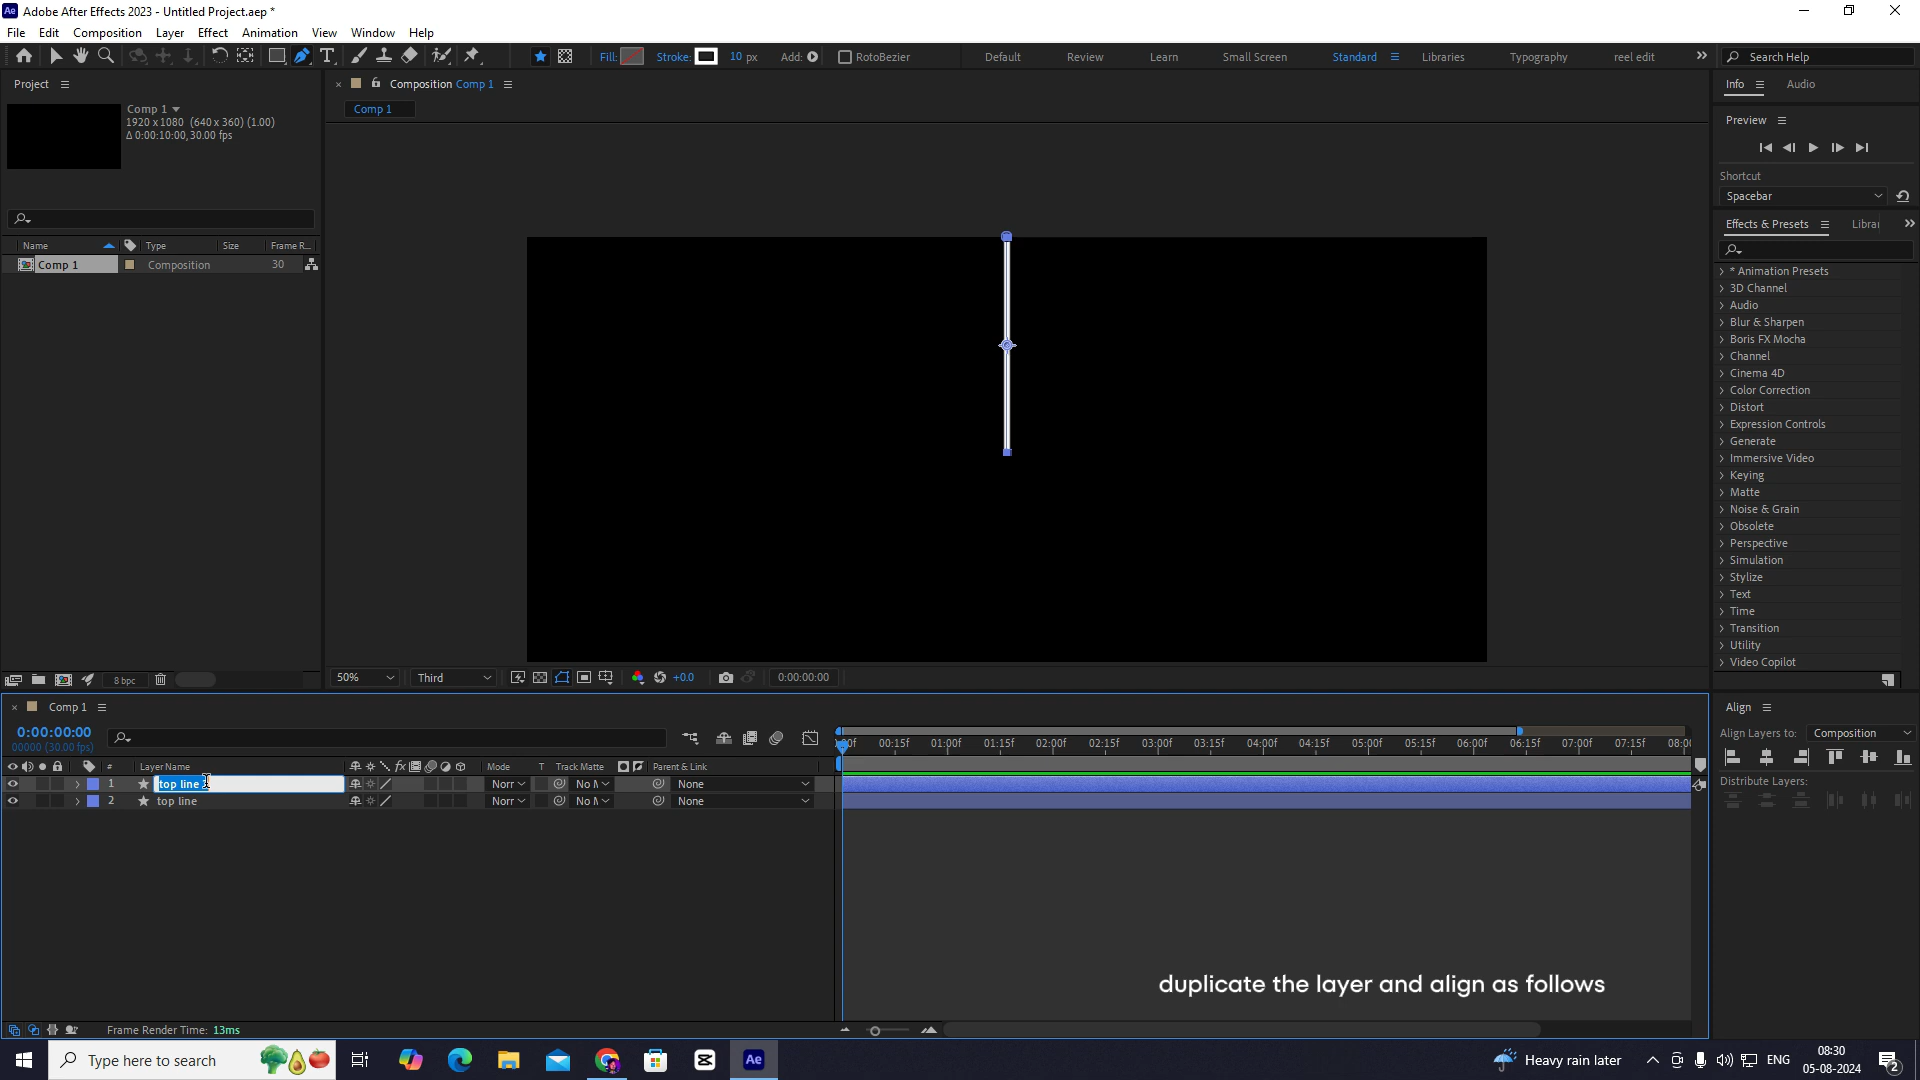 Adobe After Effects 2023 - Untitled Project.aep *
File Edit Composition Layer Effect Animation View Window Help
Fill: Stroke: 10 px Add: RotoBezier Default Review Learn Small Screen Standard Libraries Typography reel edit Search Help
Project
Comp 1
1920 x 1080 (640 x 360) (1.00)
Δ 0:00:10:00, 30.00 fps
Name Type Size Frame R...
Comp 1 Composition 30
8 bpc
Composition Comp 1
Comp 1
50% Third +0.0 0:00:00:00
Info Audio
Preview
Shortcut
Spacebar
Effects & Presets Librar
* Animation Presets
3D Channel
Audio
Blur & Sharpen
Boris FX Mocha
Channel
Cinema 4D
Color Correction
Distort
Expression Controls
Generate
Immersive Video
Keying
Matte
Noise & Grain
Obsolete
Perspective
Simulation
Stylize
Text
Time
Transition
Utility
Video Copilot
Comp 1
0:00:00:00
00000 (30.00 fps)
00:15f 01:00f 01:15f 02:00f 02:15f 03:00f 03:15f 04:00f 04:15f 05:00f 05:15f 06:00f 06:15f 07:00f 07:15f
# Layer Name fx Mode T Track Matte Parent & Link
1 top line Norr No M None
2 top line Norr No M None
Align
Align Layers to: Composition
Distribute Layers:
duplicate the layer and align as follows
Frame Render Time: 13ms
Type here to search Ae Heavy rain later ENG 08:30
05-08-2024 2